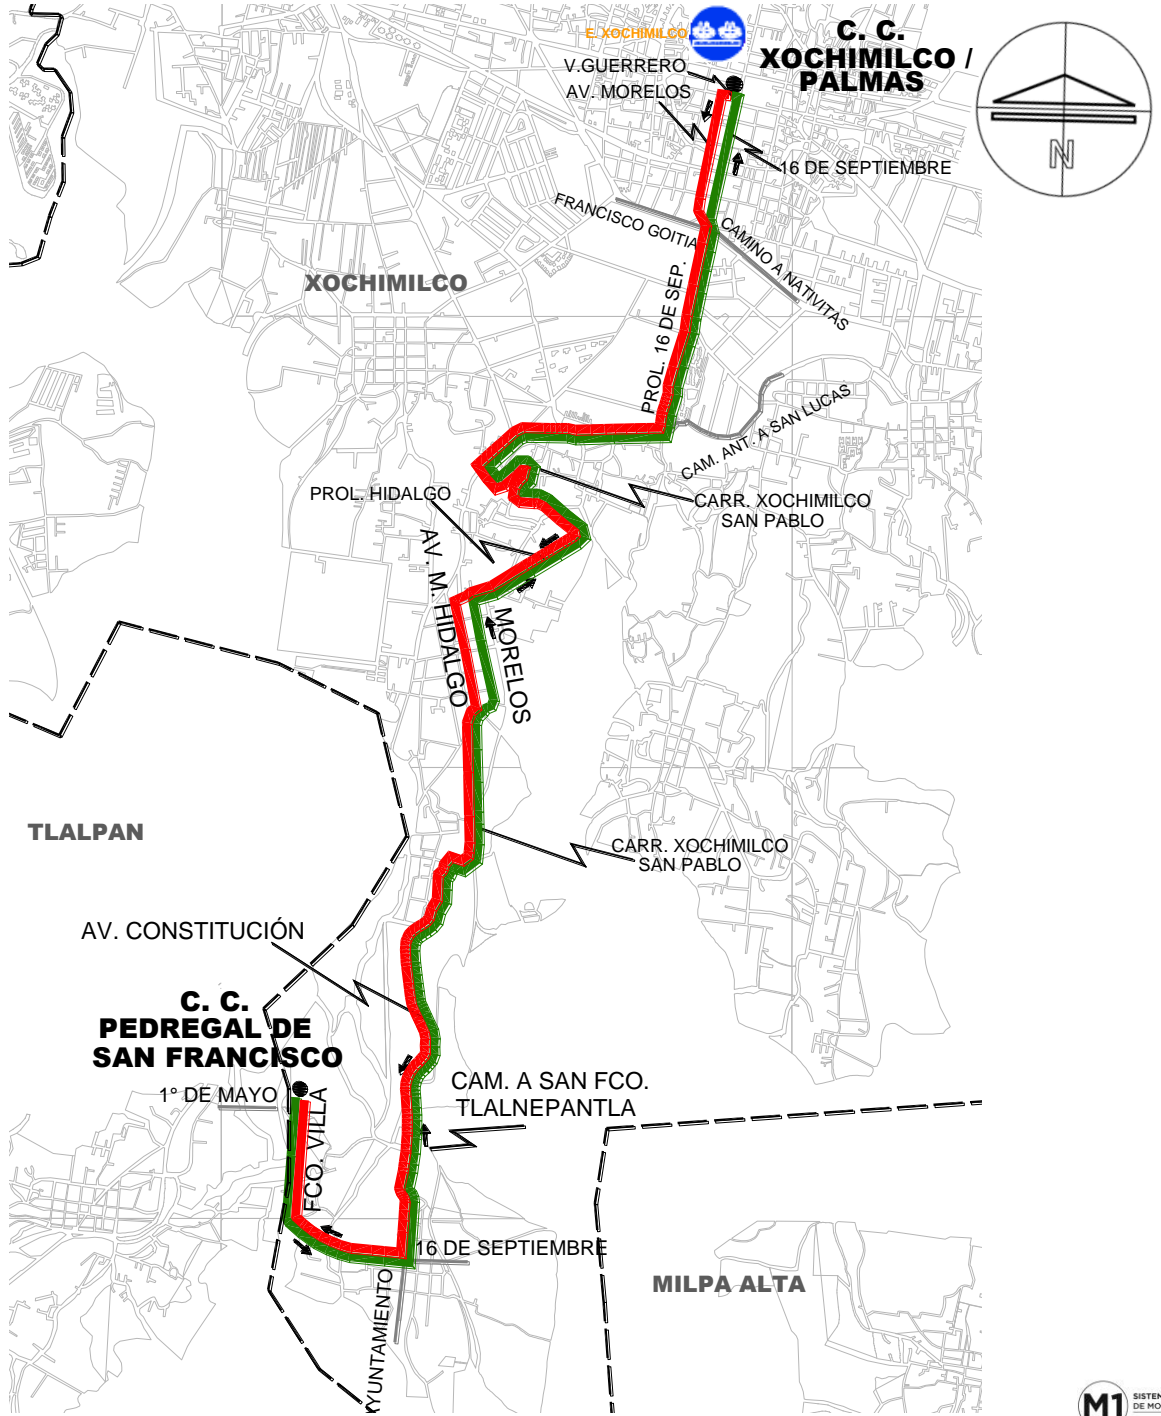 E. XOCHIMILCO
C. C.
XOCHIMILCO /
PALMAS
V.GUERRERO
AV. MORELOS
16 DE SEPTIEMBRE
N
FRANCISCO GOITIA
CAMINO A NATIVITAS
XOCHIMILCO
PROL. 16 DE SEP.
CAM. ANT. A SAN LUCAS
PROL. HIDALGO
CARR. XOCHIMILCO
SAN PABLO
AV. M. HIDALGO
MORELOS
TLALPAN
CARR. XOCHIMILCO
SAN PABLO
AV. CONSTITUCIÓN
C. C.
PEDREGAL DE
SAN FRANCISCO
1° DE MAYO
FCO. VILLA
CAM. A SAN FCO.
TLALNEPANTLA
16 DE SEPTIEMBRE
MILPA ALTA
AYUNTAMIENTO
M1